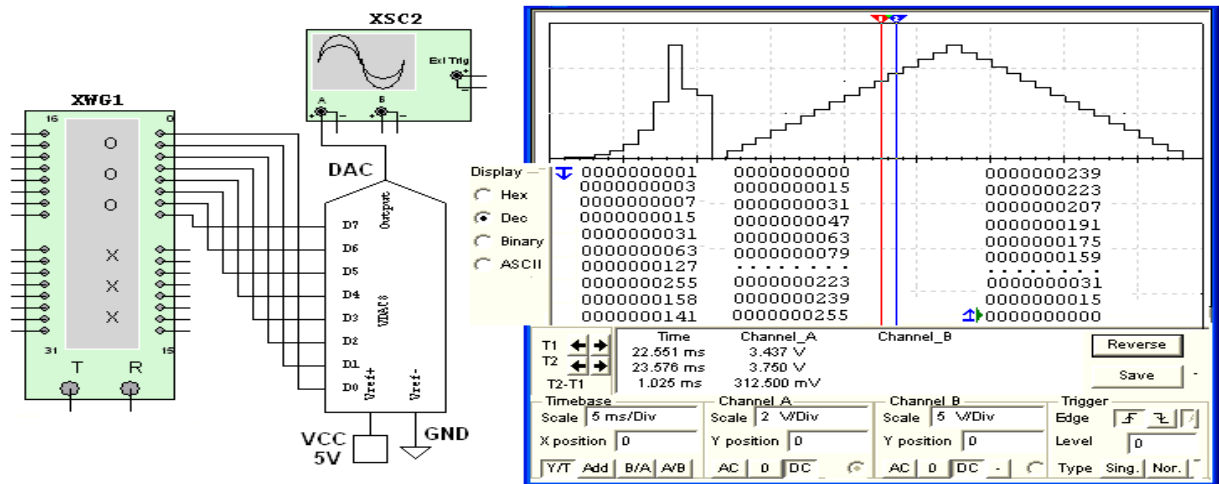 XSC2
Ext Trig
A
B
XWG1
16
0
O
O
O
X
X
X
31
15
T
R
DAC
Output
D7
D6
D5
D4
D3
D2
D1
D0
VDAC8
Vref+
Vref-
VCC
5V
GND
1
2
Display
Hex
Dec
Binary
ASCII
0000000001
0000000003
0000000007
0000000015
0000000031
0000000063
0000000127
0000000255
0000000158
0000000141
0000000000
0000000015
0000000031
0000000047
0000000063
0000000079
. . . . . . . . . .
0000000223
0000000239
0000000255
0000000239
0000000223
0000000207
0000000191
0000000175
0000000159
. . . . . . . . . .
0000000031
0000000015
0000000000
Time Channel_A Channel_B
T1 22.551 ms 3.437 V
T2 23.576 ms 3.750 V
T2-T1 1.025 ms 312.500 mV
Reverse
Save
Timebase
Scale 5 ms/Div
X position 0
Y/T Add B/A A/B
Channel_A
Scale 2 V/Div
Y position 0
AC 0 DC
Channel_B
Scale 5 V/Div
Y position 0
AC 0 DC -
Trigger
Edge
Level 0
Type Sing. Nor.